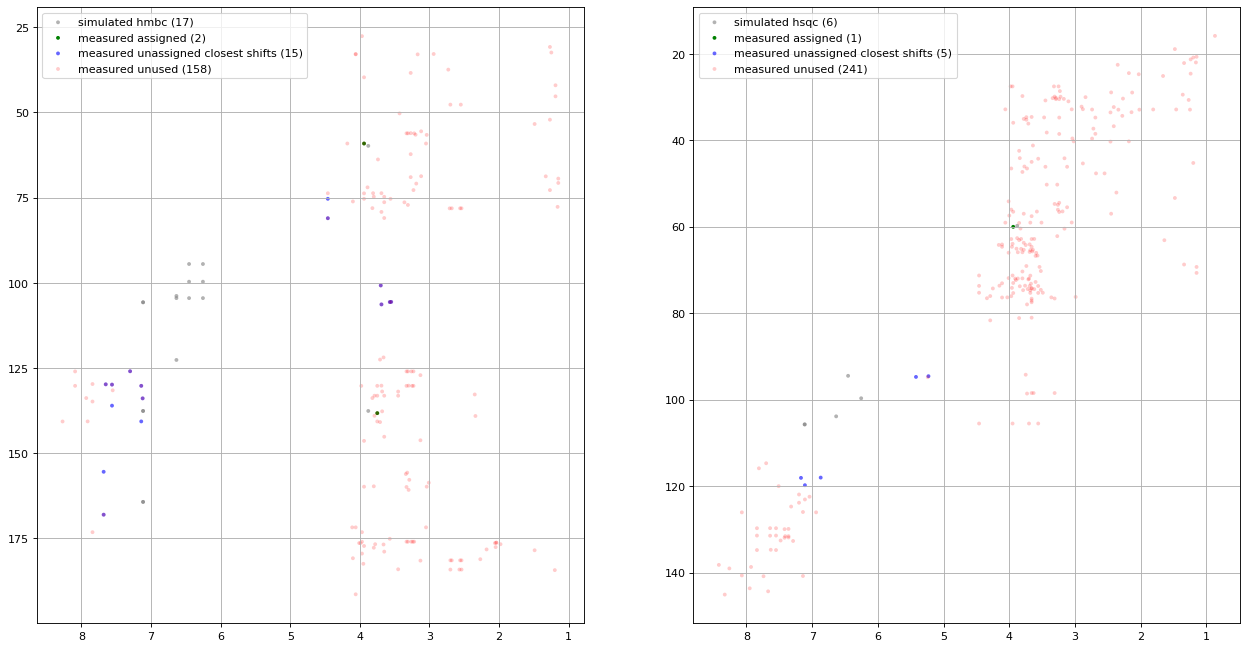 simulated hmbc (17)
measured assigned (2)
measured unassigned closest shifts (15)
measured unused (158)
25
50
75
100
125
150
175
8 7 6 5 4 3 2 1
simulated hsqc (6)
measured assigned (1)
measured unassigned closest shifts (5)
measured unused (241)
20
40
60
80
100
120
140
8 7 6 5 4 3 2 1